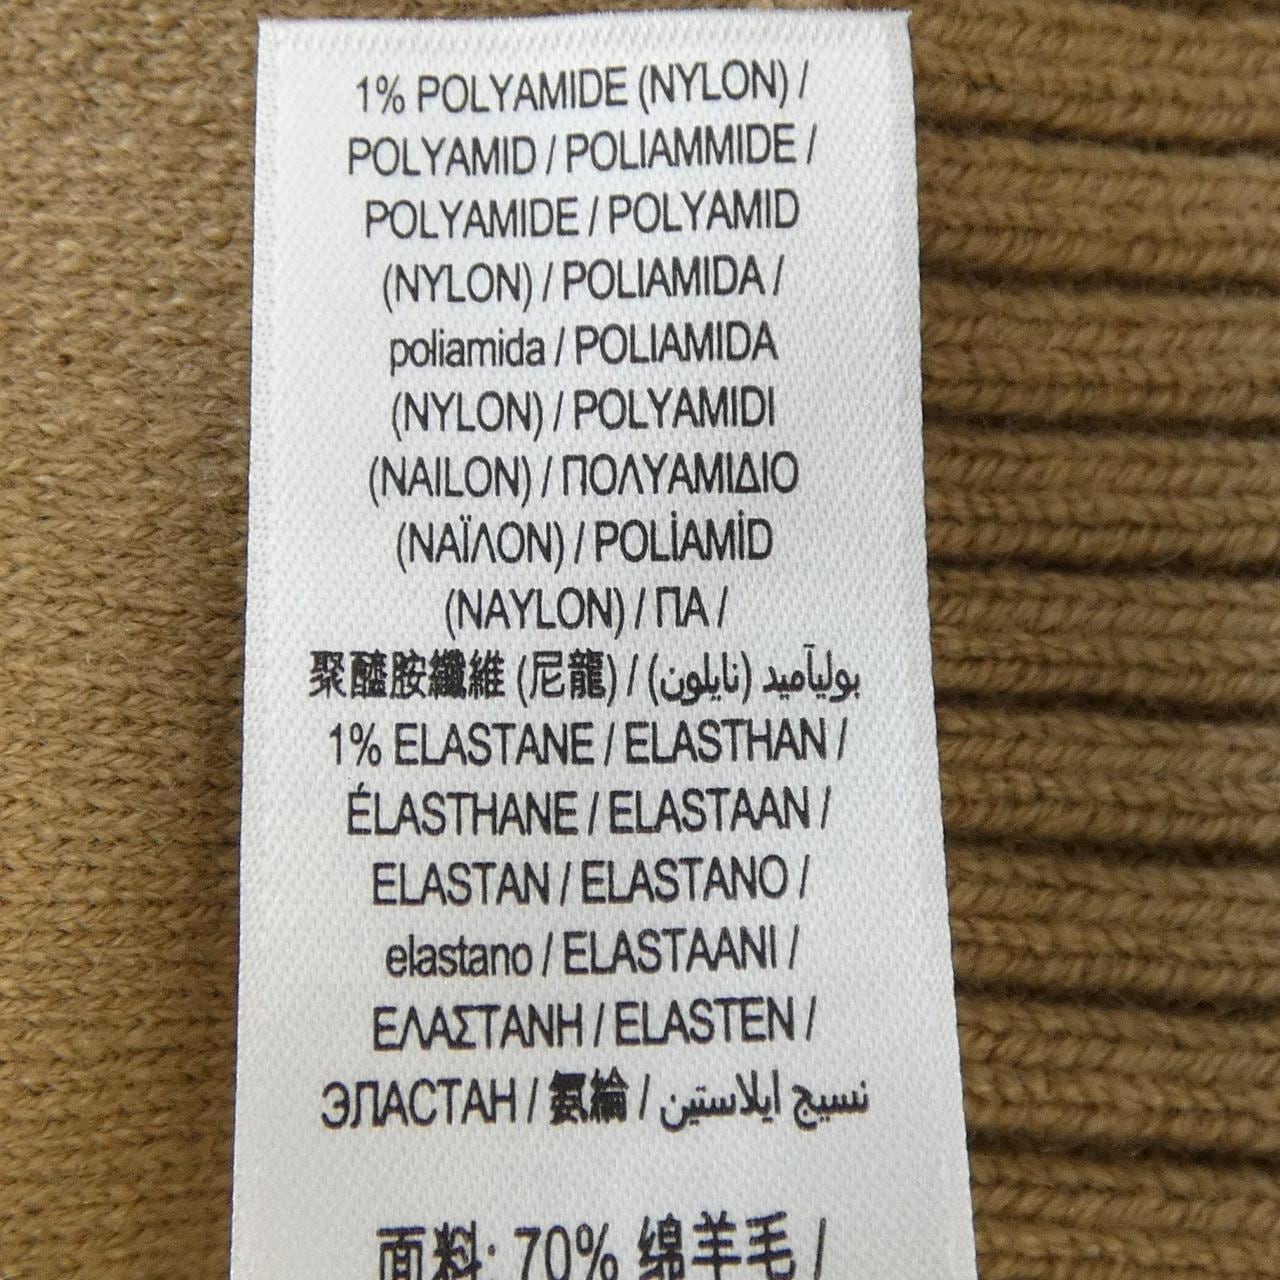 1% POLYAMIDE (NYLON) /
POLYAMID / POLIAMMIDE /
POLYAMIDE / POLYAMID
(NYLON) / POLIAMIDA /
poliamida / POLIAMIDA
(NYLON) / POLYAMIDI
(NAILON) / ΠΟΛΥΑΜΙΔΙΟ
(ΝΑΪΛΟΝ) / POLİAMİD
(NAYLON) / ПА /
聚醯胺纖維 (尼龍) / بوليآميد (نايلون)
1% ELASTANE / ELASTHAN /
ÉLASTHANE / ELASTAAN /
ELASTAN / ELASTANO /
elastano / ELASTAANI /
ΕΛΑΣΤΑΝΗ / ELASTEN /
ЭЛАСТАН / 氨綸 / نسيج ايلاستين
面料: 70% 绵羊毛 /